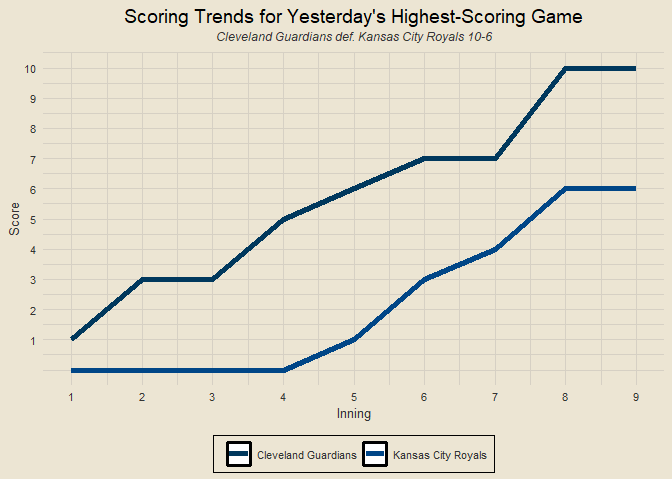 Scoring Trends for Yesterday's Highest-Scoring Game
Cleveland Guardians def. Kansas City Royals 10-6
10
9
8
7
6
5
4
3
2
1
Score
1 2 3 4 5 6 7 8 9
Inning
Cleveland Guardians Kansas City Royals